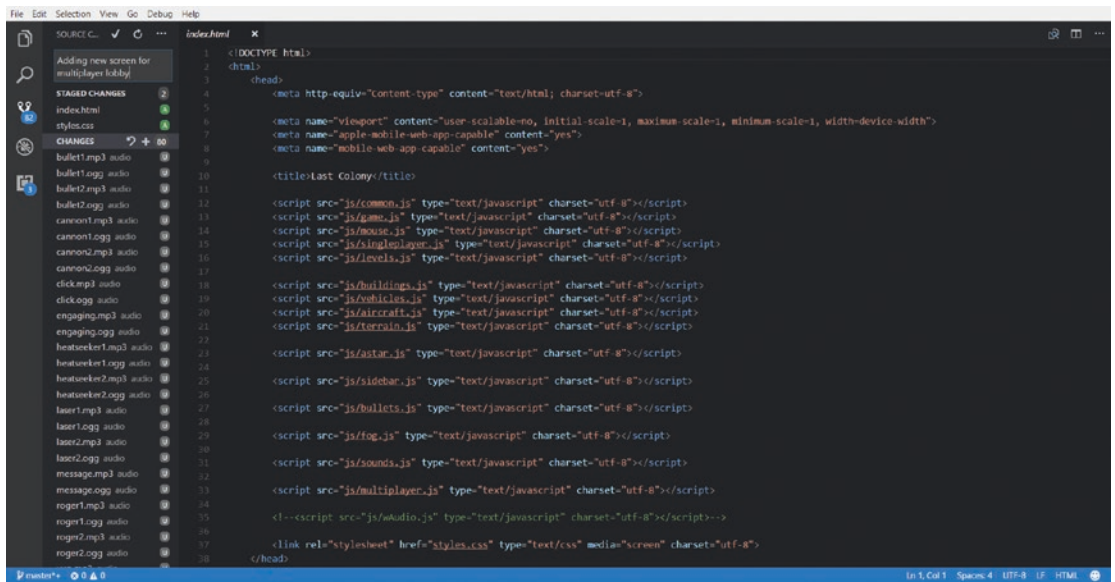 File Edit Selection View Go Debug Help
SOURCE C... index.html
Adding new screen for
multiplayer lobby
STAGED CHANGES 2
index.html A
styles.css A
CHANGES 80
bullet1.mp3 audio U
bullet1.ogg audio U
bullet2.mp3 audio U
bullet2.ogg audio U
cannon1.mp3 audio U
cannon1.ogg audio U
cannon2.mp3 audio U
cannon2.ogg audio U
click.mp3 audio U
click.ogg audio U
engaging.mp3 audio U
engaging.ogg audio U
heatseeker1.mp3 audio U
heatseeker1.ogg audio U
heatseeker2.mp3 audio U
heatseeker2.ogg audio U
laser1.mp3 audio U
laser1.ogg audio U
laser2.mp3 audio U
laser2.ogg audio U
message.mp3 audio U
message.ogg audio U
roger1.mp3 audio U
roger1.ogg audio U
roger2.mp3 audio U
roger2.ogg audio U
82
3
1 <!DOCTYPE html>
2 <html>
3 <head>
4 <meta http-equiv="Content-type" content="text/html; charset=utf-8">
5
6 <meta name="viewport" content="user-scalable=no, initial-scale=1, maximum-scale=1, minimum-scale=1, width=device-width">
7 <meta name="apple-mobile-web-app-capable" content="yes">
8 <meta name="mobile-web-app-capable" content="yes">
9
10 <title>Last Colony</title>
11
12 <script src="js/common.js" type="text/javascript" charset="utf-8"></script>
13 <script src="js/game.js" type="text/javascript" charset="utf-8"></script>
14 <script src="js/mouse.js" type="text/javascript" charset="utf-8"></script>
15 <script src="js/singleplayer.js" type="text/javascript" charset="utf-8"></script>
16 <script src="js/levels.js" type="text/javascript" charset="utf-8"></script>
17
18 <script src="js/buildings.js" type="text/javascript" charset="utf-8"></script>
19 <script src="js/vehicles.js" type="text/javascript" charset="utf-8"></script>
20 <script src="js/aircraft.js" type="text/javascript" charset="utf-8"></script>
21 <script src="js/terrain.js" type="text/javascript" charset="utf-8"></script>
22
23 <script src="js/astar.js" type="text/javascript" charset="utf-8"></script>
24
25 <script src="js/sidebar.js" type="text/javascript" charset="utf-8"></script>
26
27 <script src="js/bullets.js" type="text/javascript" charset="utf-8"></script>
28
29 <script src="js/fog.js" type="text/javascript" charset="utf-8"></script>
30
31 <script src="js/sounds.js" type="text/javascript" charset="utf-8"></script>
32
33 <script src="js/multiplayer.js" type="text/javascript" charset="utf-8"></script>
34
35 <!--<script src="js/wAudio.js" type="text/javascript" charset="utf-8"></script>-->
36
37 <link rel="stylesheet" href="styles.css" type="text/css" media="screen" charset="utf-8">
38 </head>
master*+ 0 0 Ln 1, Col 1 Spaces: 4 UTF-8 LF HTML